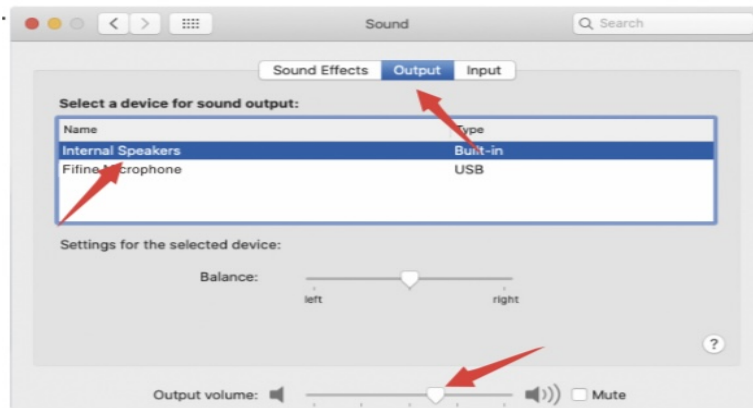 Sound
Search
Sound Effects Output Input
Select a device for sound output:
Name Type
Internal Speakers Built-in
Fifine Microphone USB
Settings for the selected device:
Balance:
left right
?
Output volume: Mute